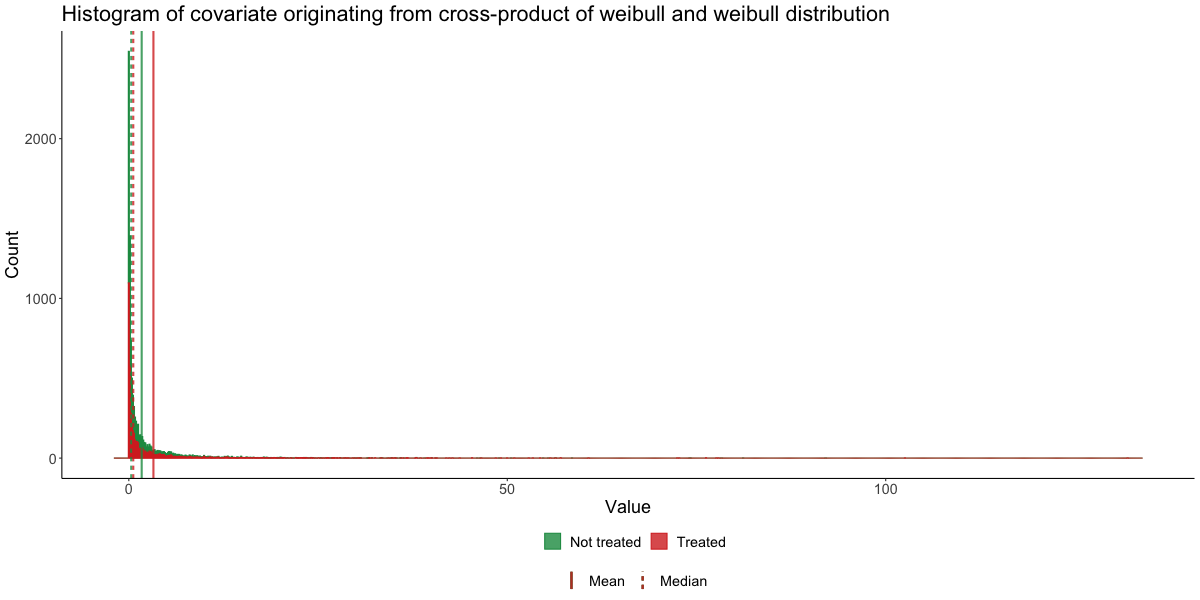 Histogram of covariate originating from cross-product of weibull and weibull distribution
Count
2000
1000
0
0 50 100
Value
Not treated Treated
Mean Median